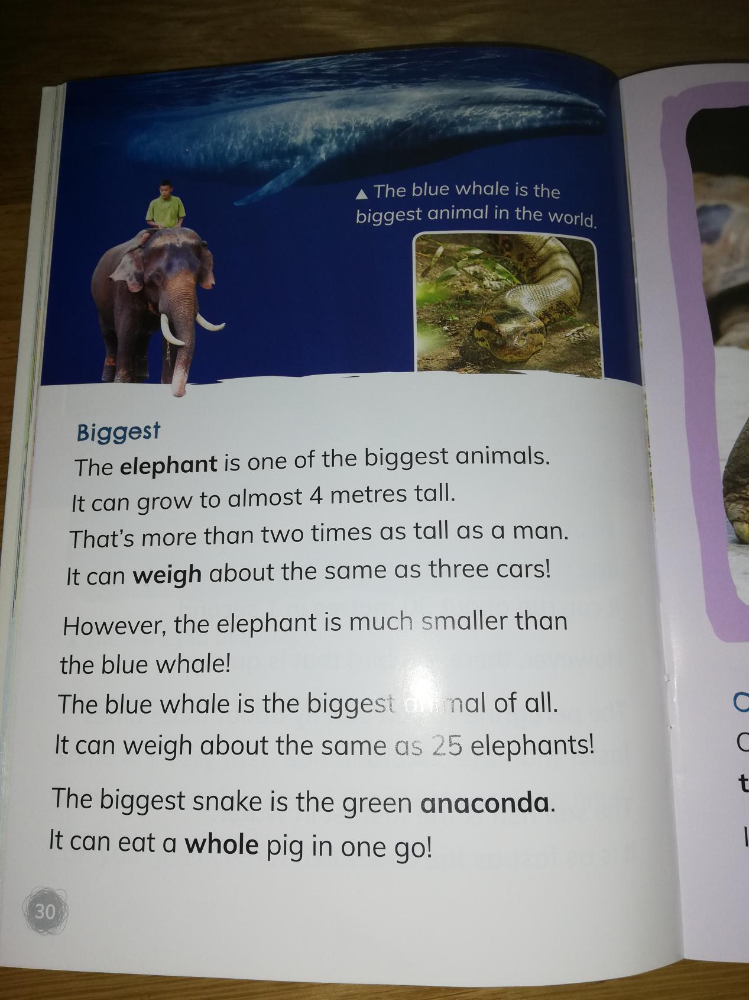 ▲ The blue whale is the
biggest animal in the world.
Biggest
The elephant is one of the biggest animals.
It can grow to almost 4 metres tall.
That's more than two times as tall as a man.
It can weigh about the same as three cars!
However, the elephant is much smaller than
the blue whale!
The blue whale is the biggest animal of all.
It can weigh about the same as 25 elephants!
The biggest snake is the green anaconda.
It can eat a whole pig in one go!
30